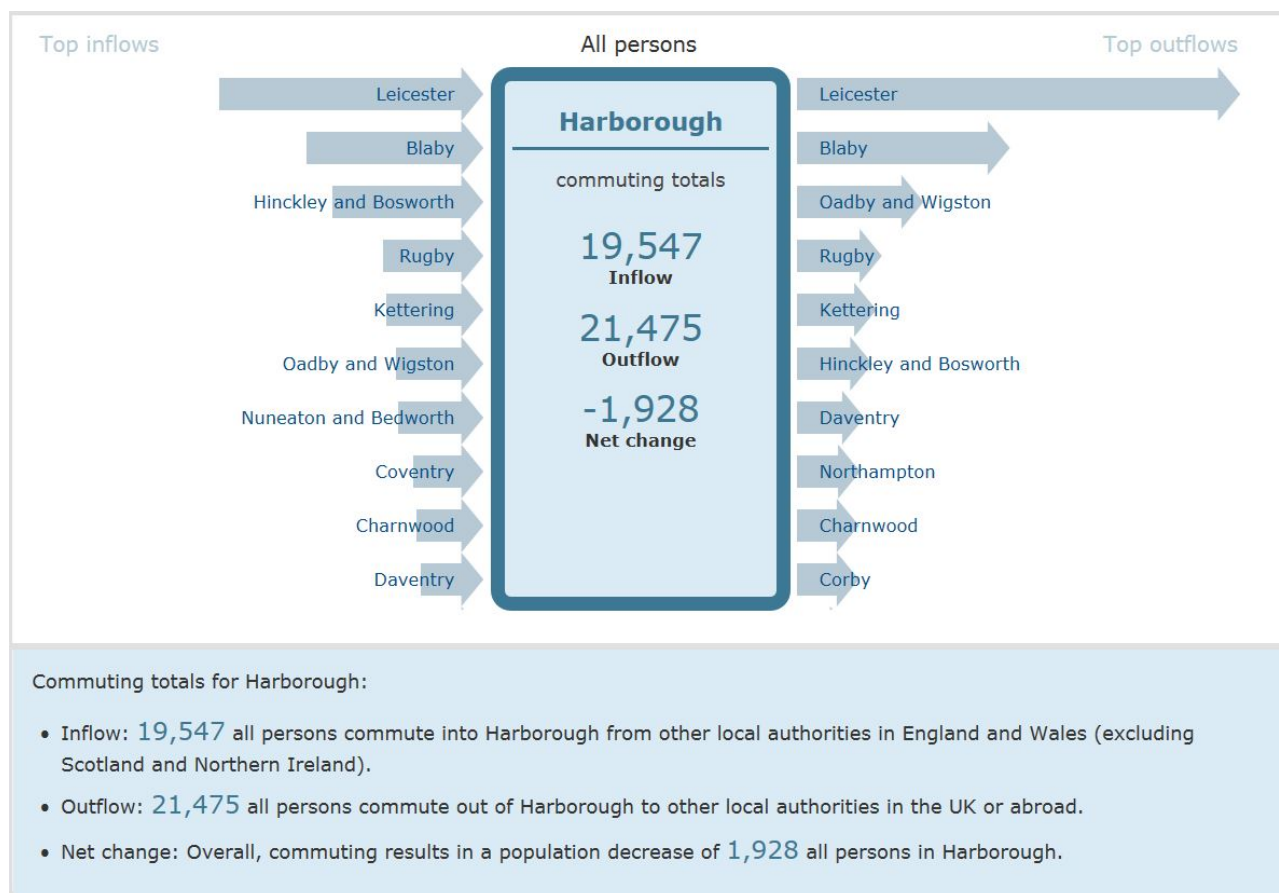 Top inflows
All persons
Top outflows
Leicester
Blaby
Hinckley and Bosworth
Rugby
Kettering
Oadby and Wigston
Nuneaton and Bedworth
Coventry
Charnwood
Daventry
Harborough
commuting totals
19,547
Inflow
21,475
Outflow
-1,928
Net change
Leicester
Blaby
Oadby and Wigston
Rugby
Kettering
Hinckley and Bosworth
Daventry
Northampton
Charnwood
Corby
Commuting totals for Harborough:
• Inflow: 19,547 all persons commute into Harborough from other local authorities in England and Wales (excluding
Scotland and Northern Ireland).
• Outflow: 21,475 all persons commute out of Harborough to other local authorities in the UK or abroad.
• Net change: Overall, commuting results in a population decrease of 1,928 all persons in Harborough.